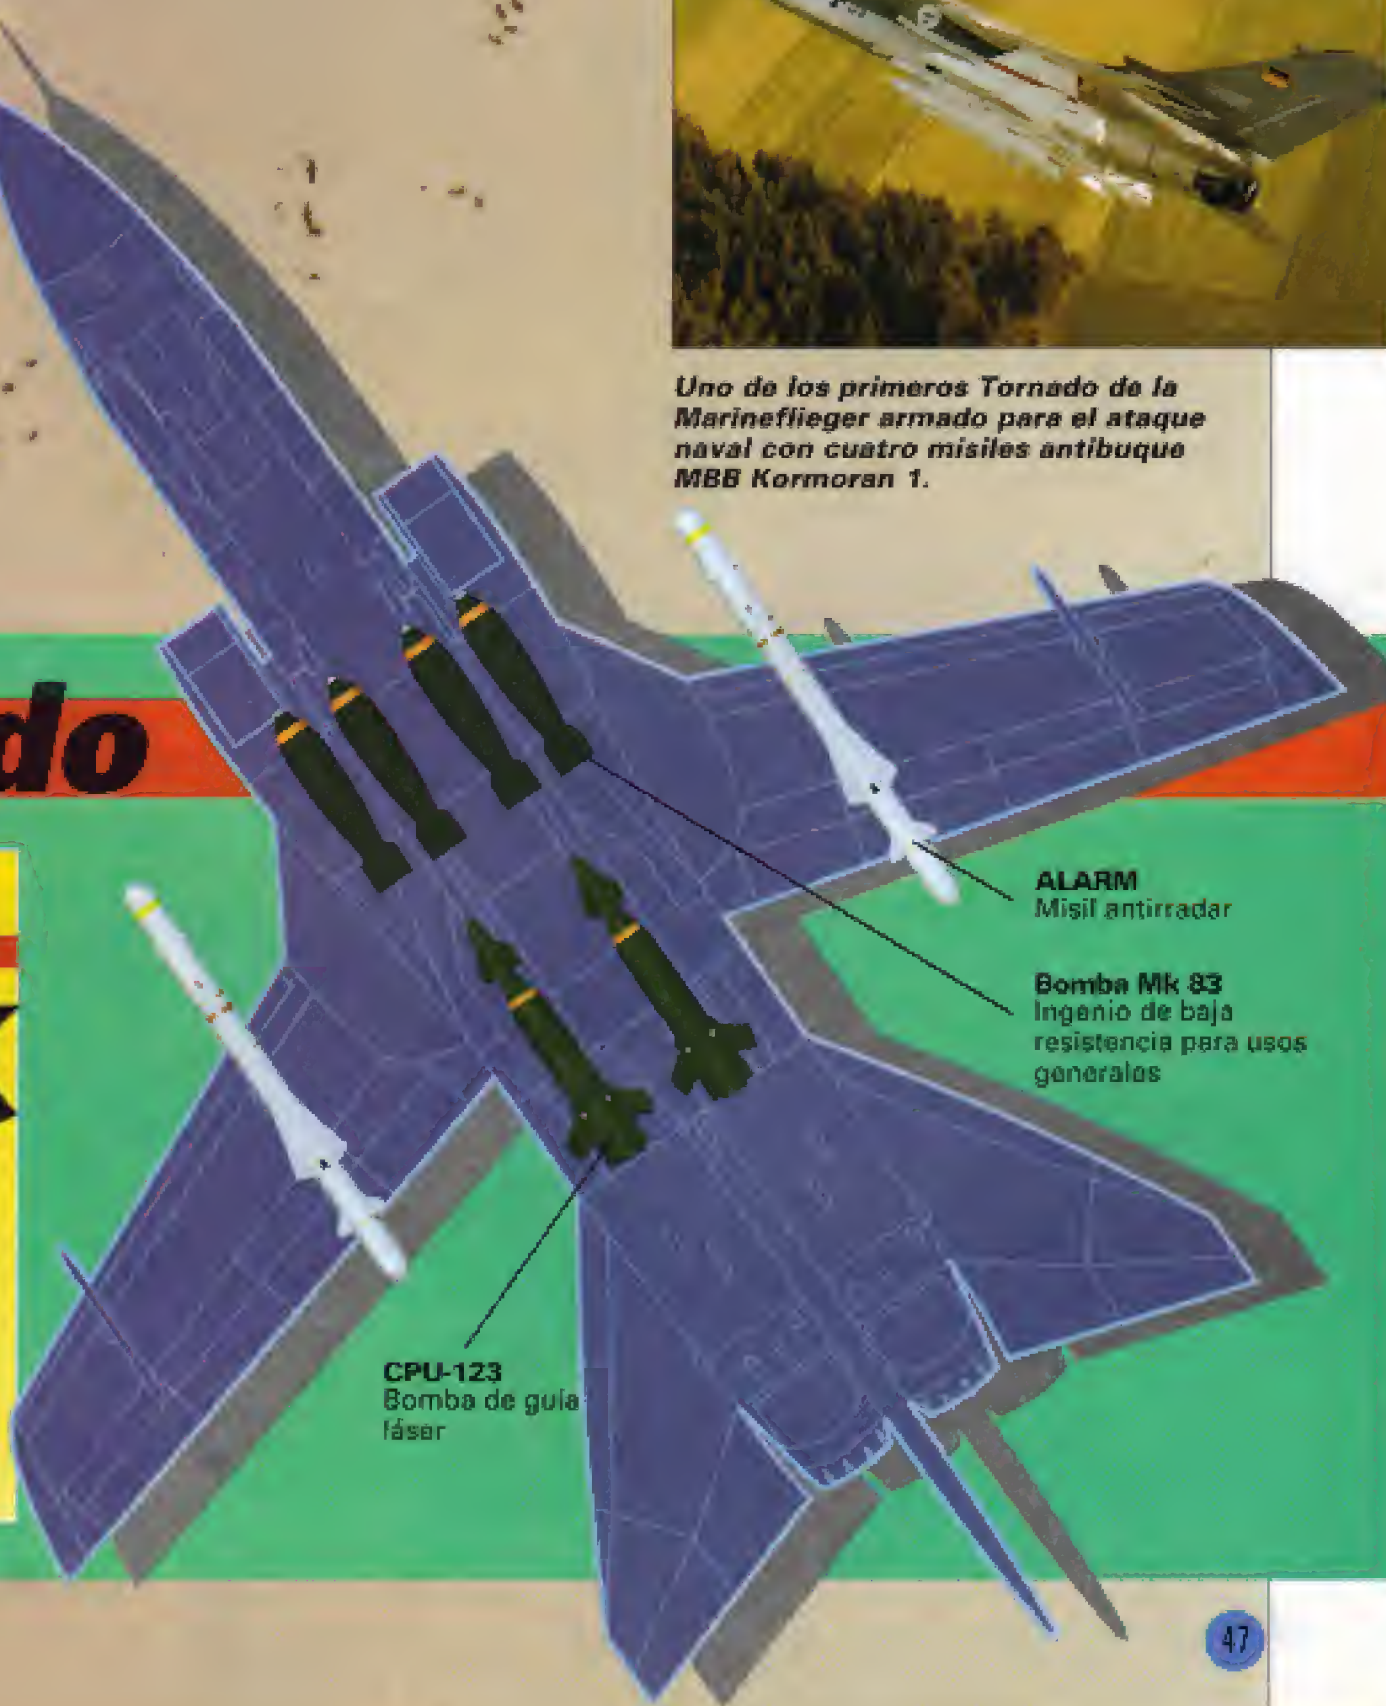 Uno de los primeros Tornado de la
Marineflieger armado para el ataque
naval con cuatro misiles antibuque
MBB Kormoran 1.
do
ALARM
Misil antirradar
Bomba Mk 83
Ingenio de baja
resistencia para usos
generales
CPU-123
Bomba de guía
láser
47